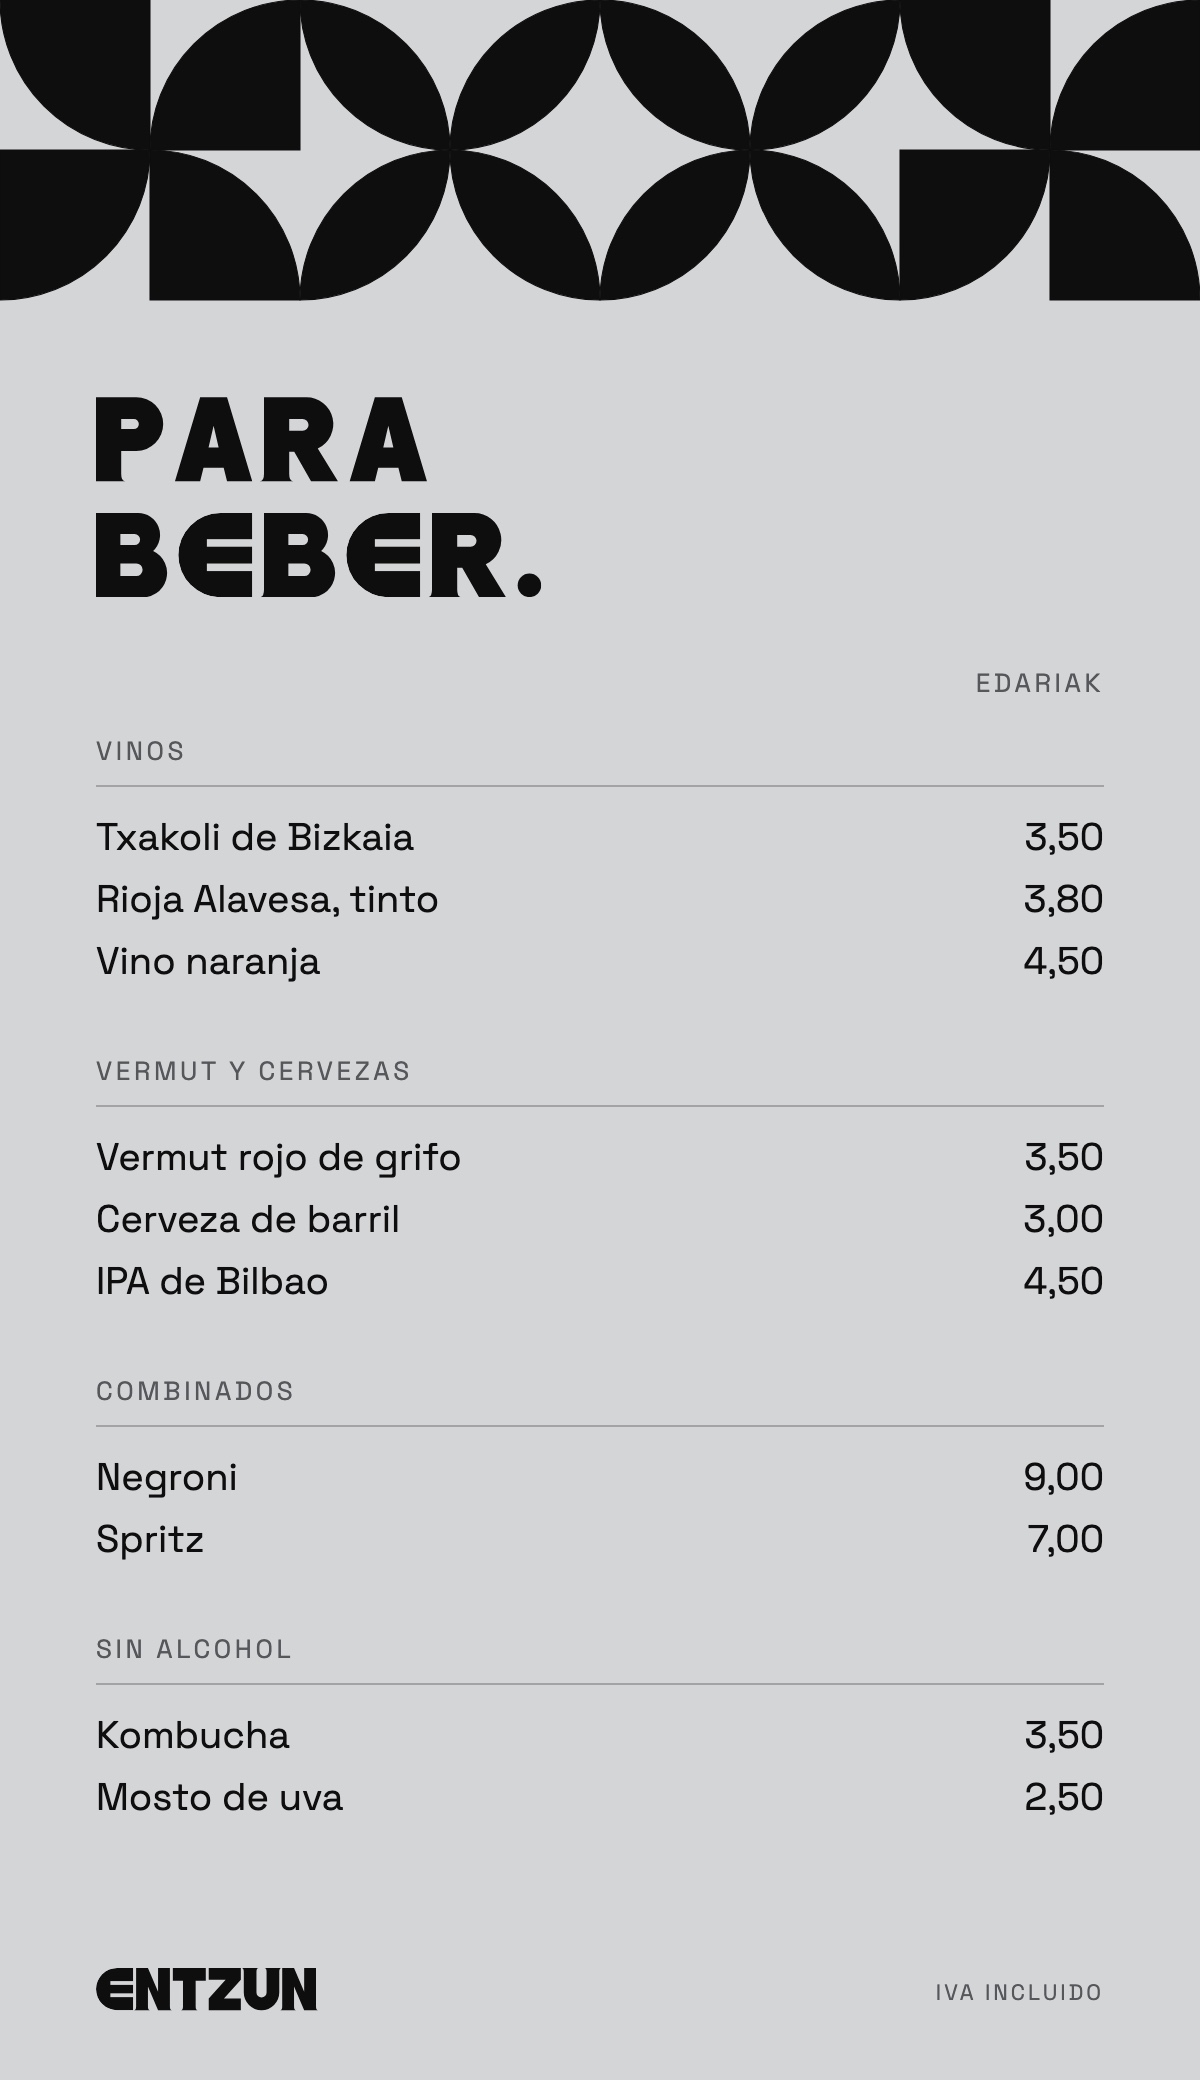 PARA
BEBER.
EDARIAK
VINOS
Txakoli de Bizkaia 3,50
Rioja Alavesa, tinto 3,80
Vino naranja 4,50
VERMUT Y CERVEZAS
Vermut rojo de grifo 3,50
Cerveza de barril 3,00
IPA de Bilbao 4,50
COMBINADOS
Negroni 9,00
Spritz 7,00
SIN ALCOHOL
Kombucha 3,50
Mosto de uva 2,50
ENTZUN IVA INCLUIDO